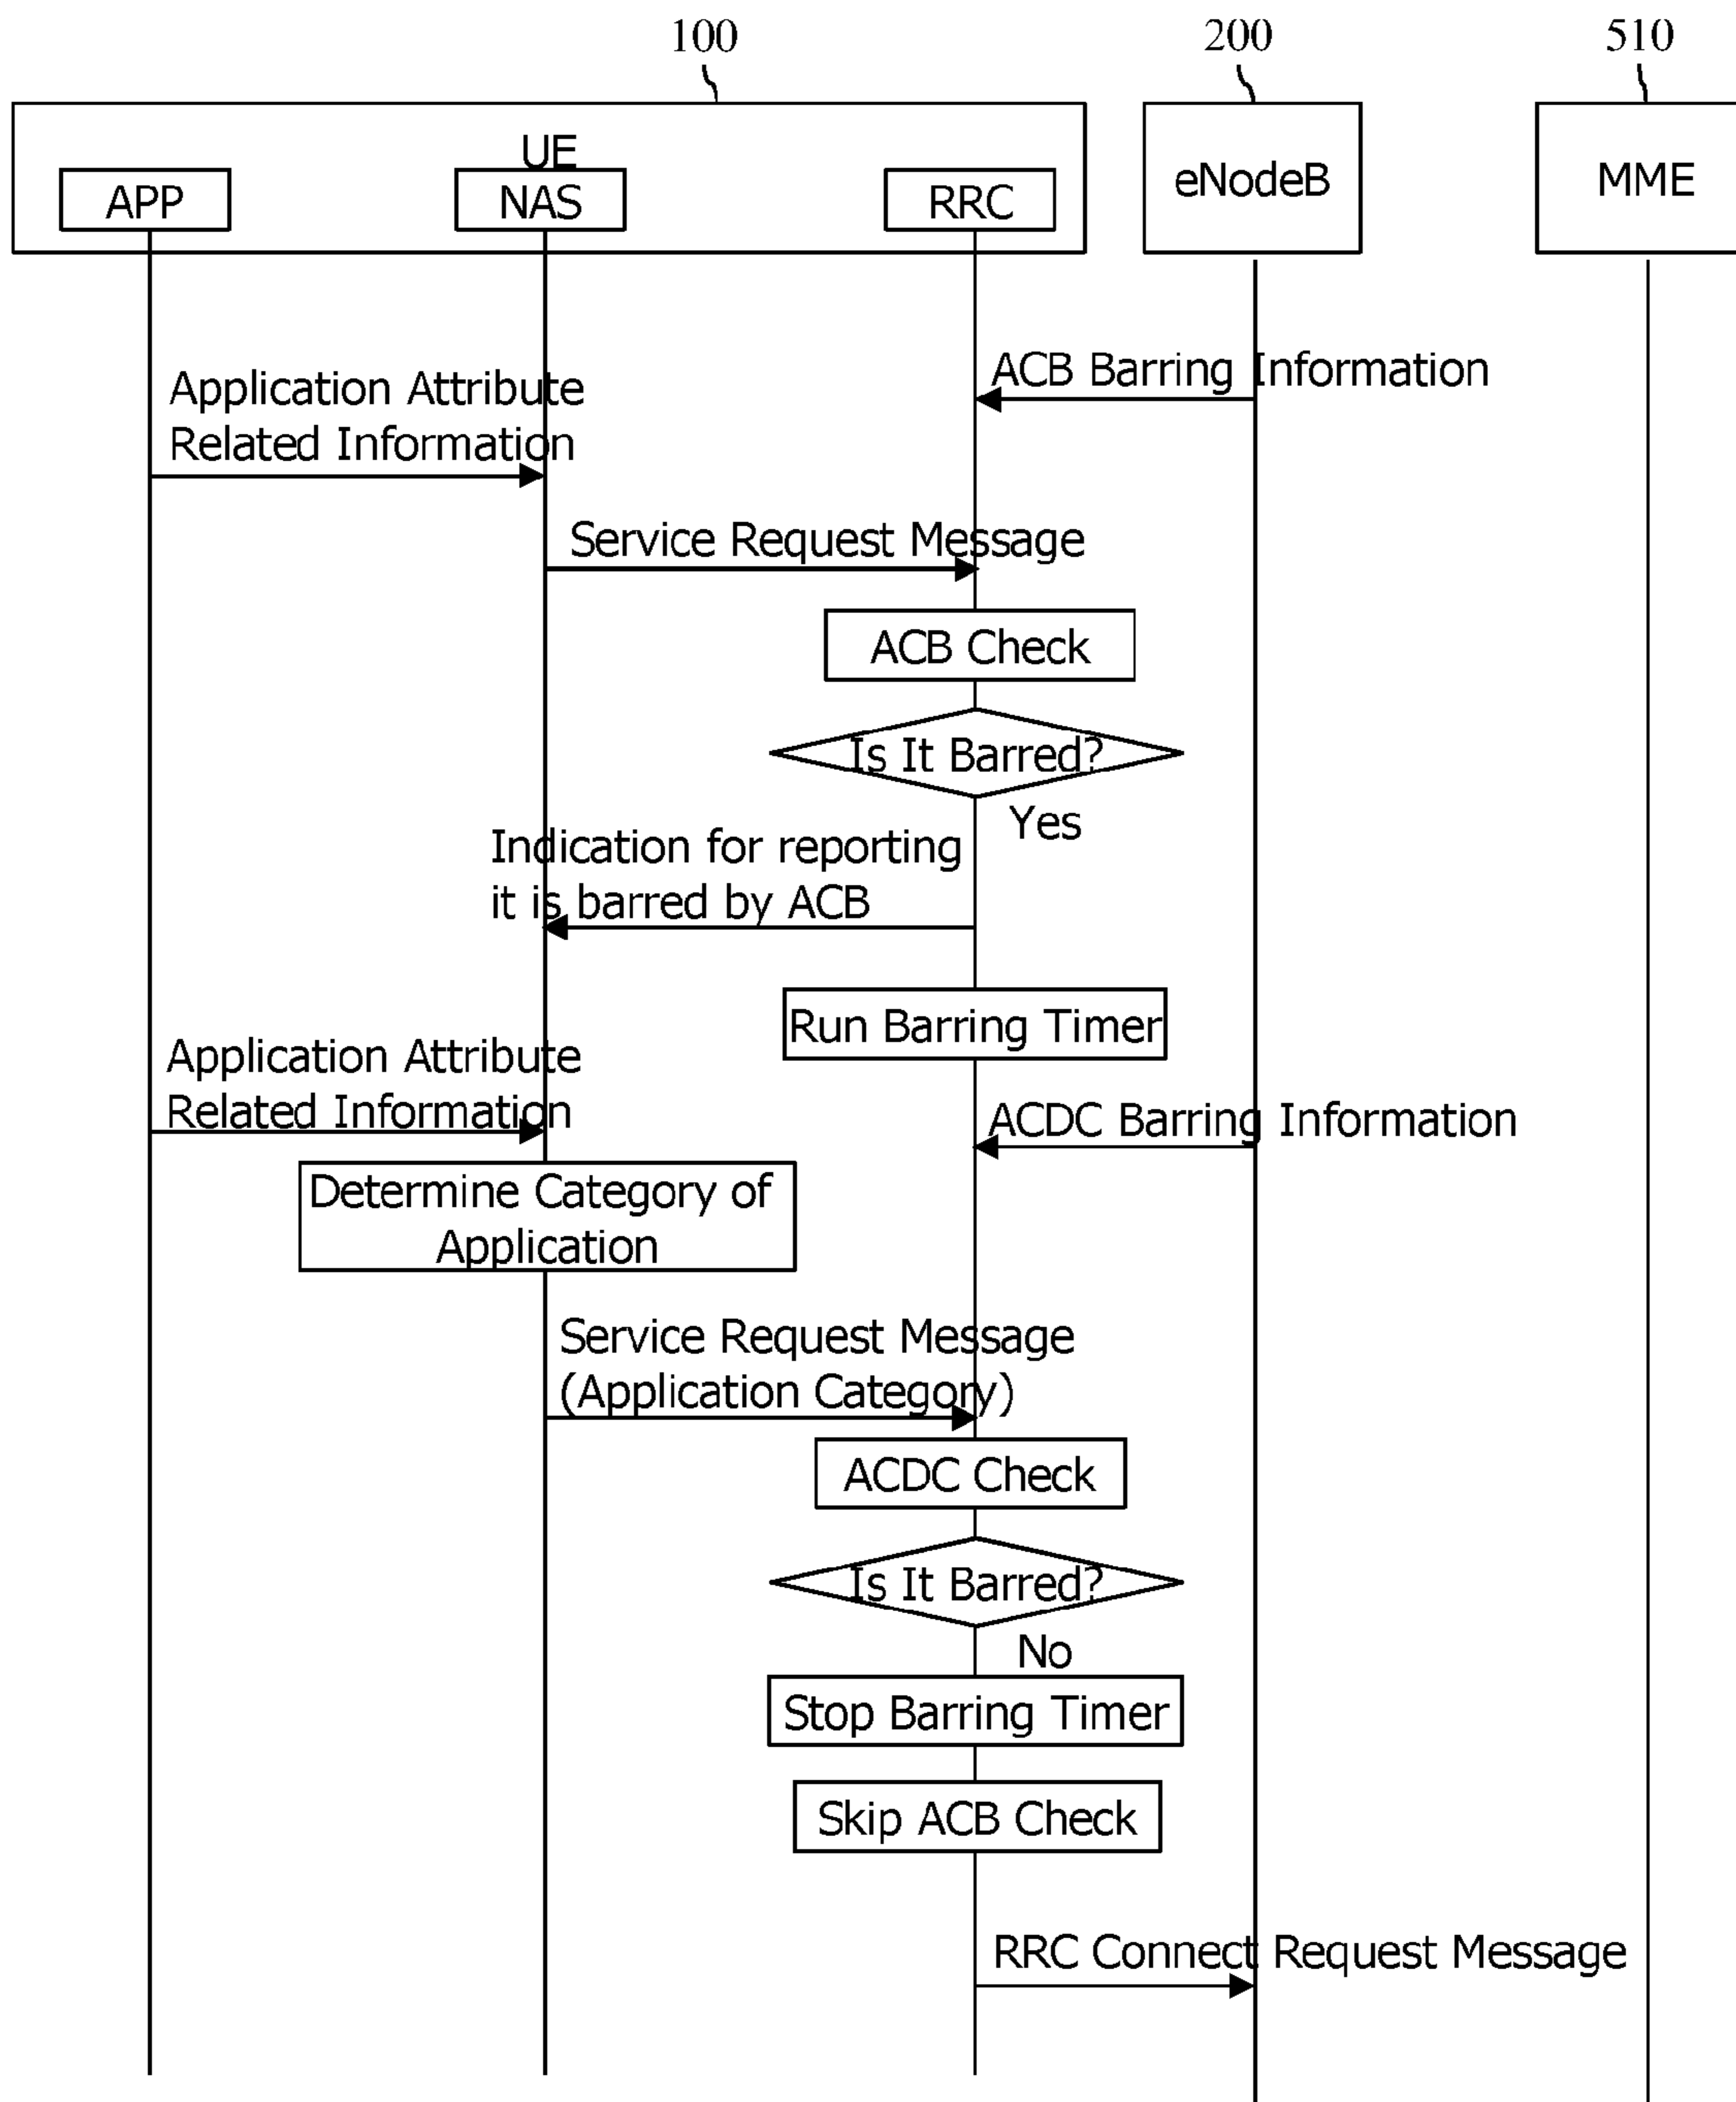 100
200
510
UE
APP
NAS
RRC
eNodeB
MME
ACB Barring Information
Application Attribute
Related Information
Service Request Message
ACB Check
Is It Barred?
Yes
Indication for reporting
it is barred by ACB
Run Barring Timer
Application Attribute
Related Information
ACDC Barring Information
Determine Category of
Application
Service Request Message
(Application Category)
ACDC Check
Is It Barred?
No
Stop Barring Timer
Skip ACB Check
RRC Connect Request Message